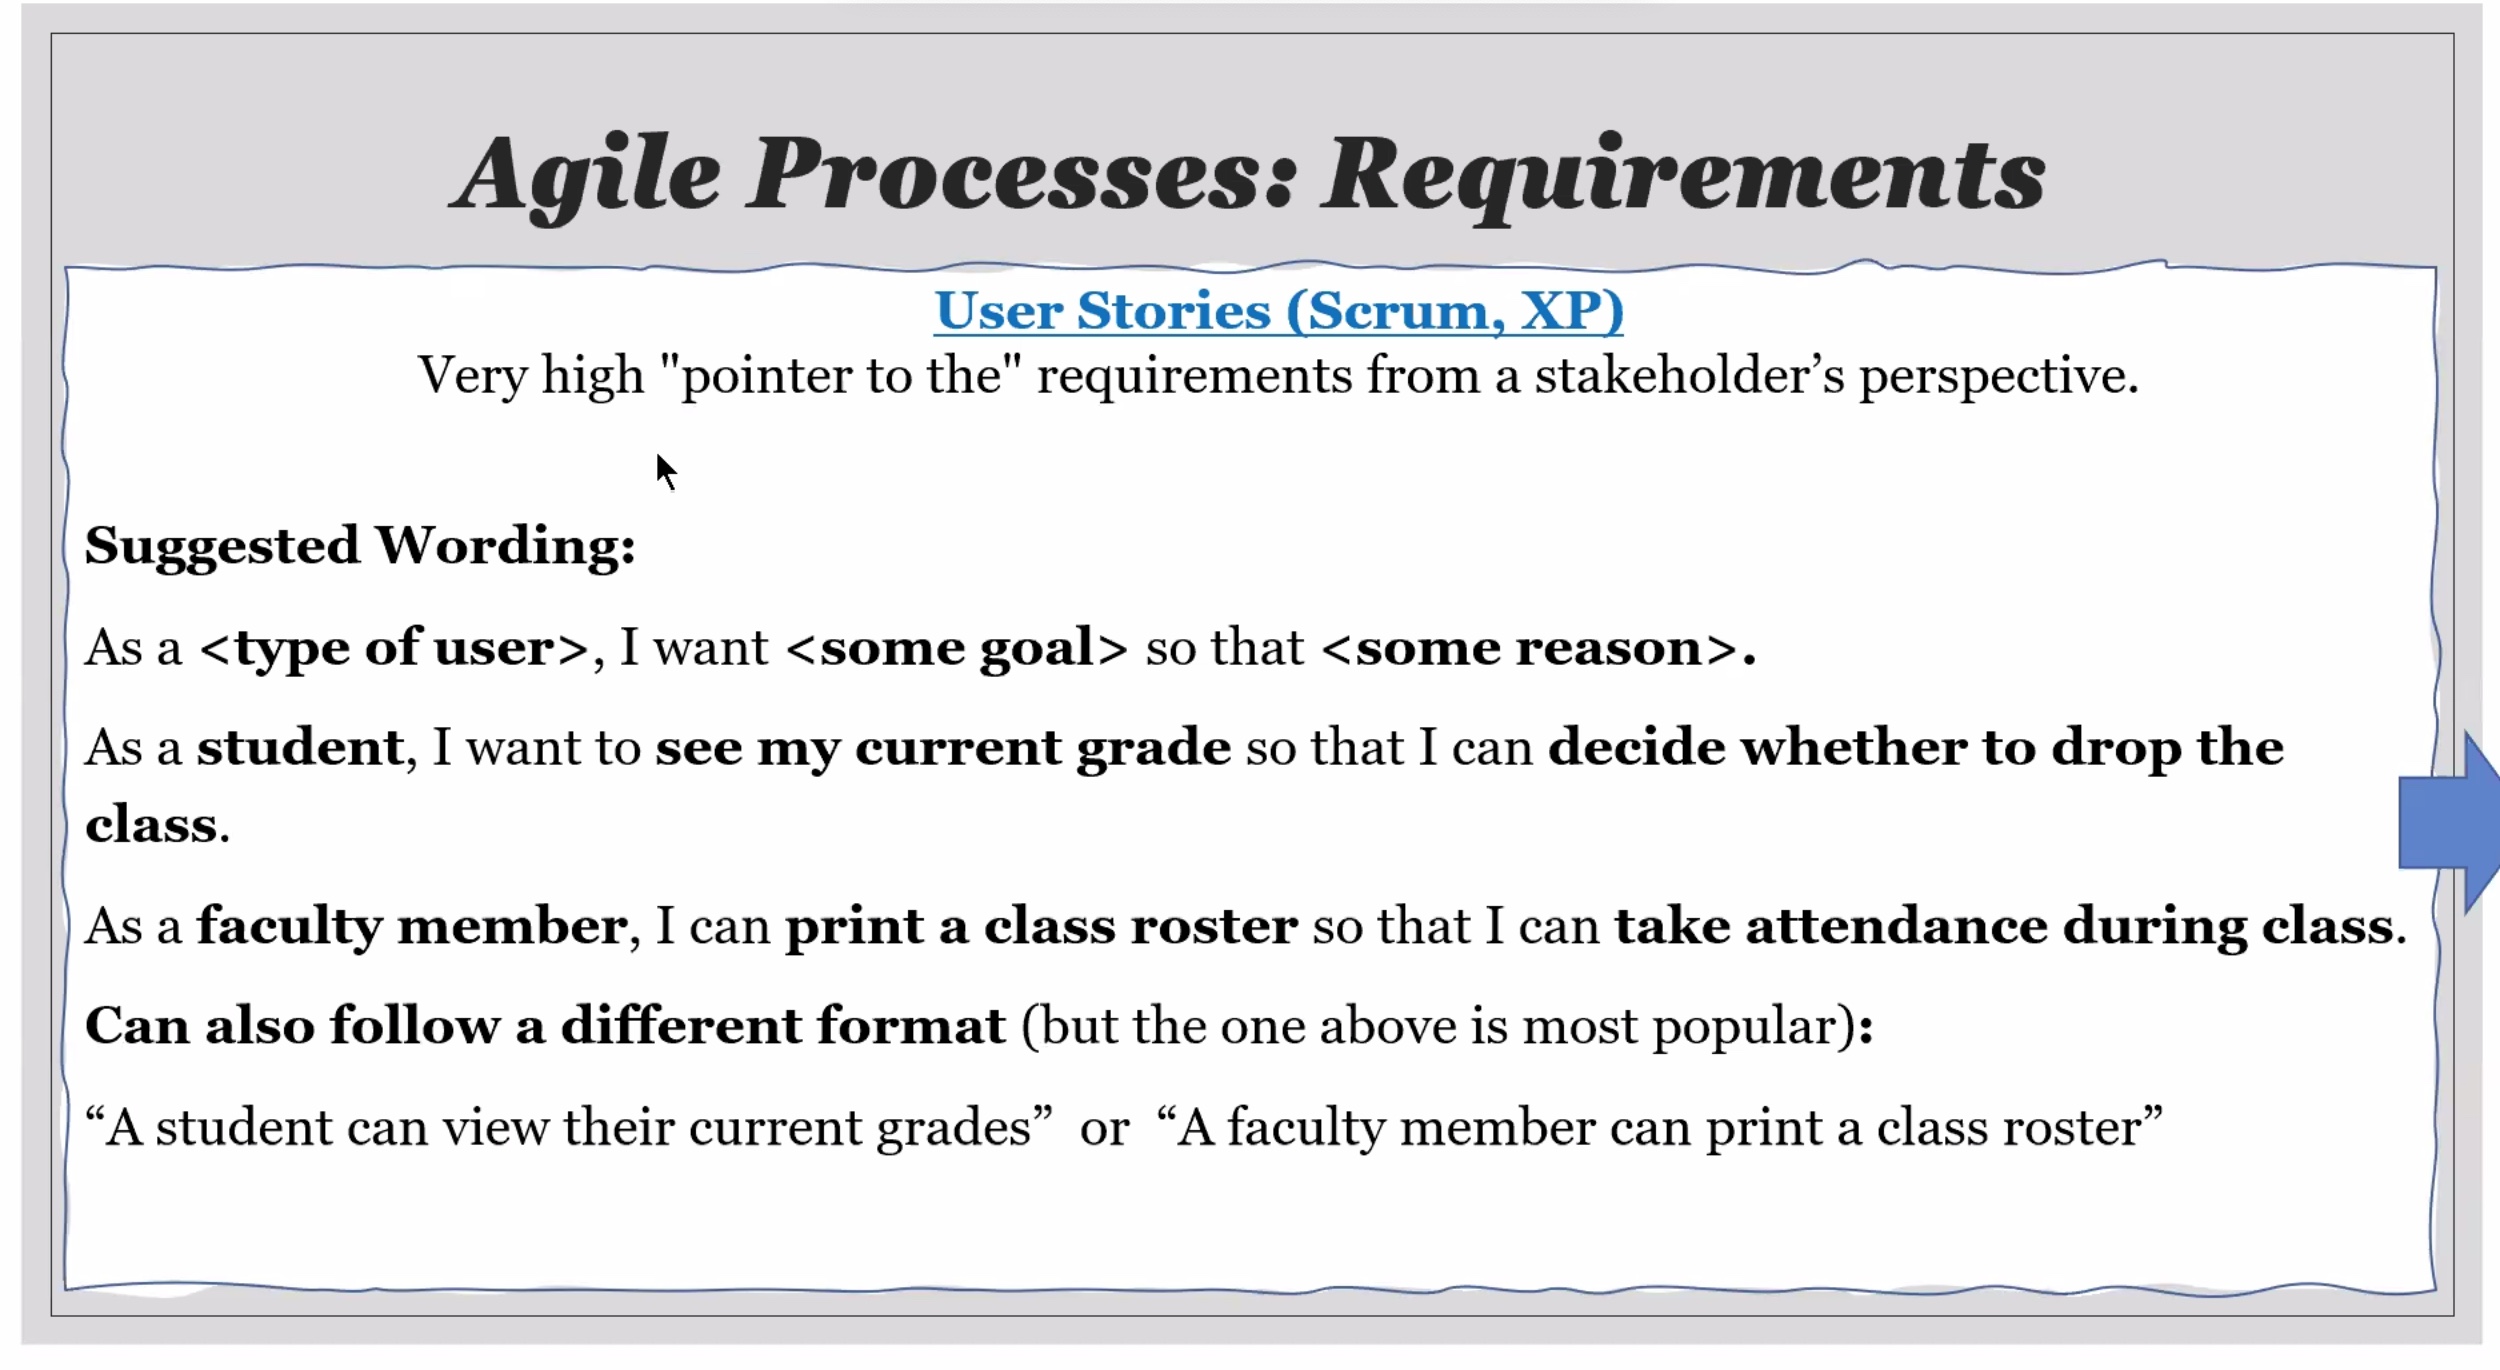 Agile Processes: Requirements
User Stories (Scrum, XP)
Very high "pointer to the" requirements from a stakeholder’s perspective.
Suggested Wording:
As a <type of user>, I want <some goal> so that <some reason>.
As a student, I want to see my current grade so that I can decide whether to drop the
class.
As a faculty member, I can print a class roster so that I can take attendance during class.
Can also follow a different format (but the one above is most popular):
“A student can view their current grades”  or  “A faculty member can print a class roster”